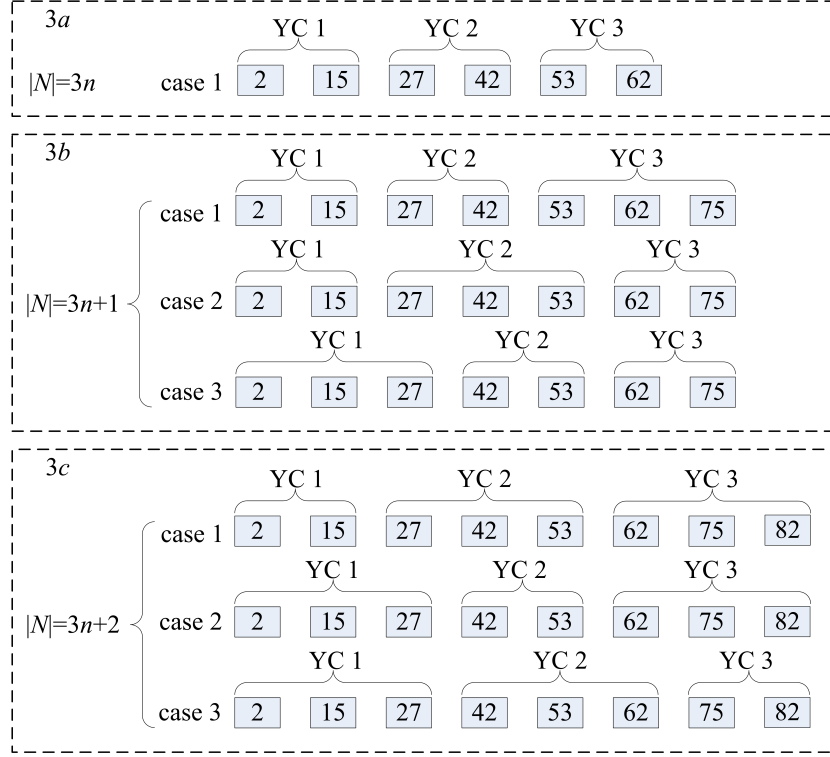 3a
YC 1 YC 2 YC 3
|N|=3n case 1 2 15 27 42 53 62
3b
YC 1 YC 2 YC 3
case 1 2 15 27 42 53 62 75
YC 1 YC 2 YC 3
|N|=3n+1 case 2 2 15 27 42 53 62 75
YC 1 YC 2 YC 3
case 3 2 15 27 42 53 62 75
3c
YC 1 YC 2 YC 3
case 1 2 15 27 42 53 62 75 82
YC 1 YC 2 YC 3
|N|=3n+2 case 2 2 15 27 42 53 62 75 82
YC 1 YC 2 YC 3
case 3 2 15 27 42 53 62 75 82